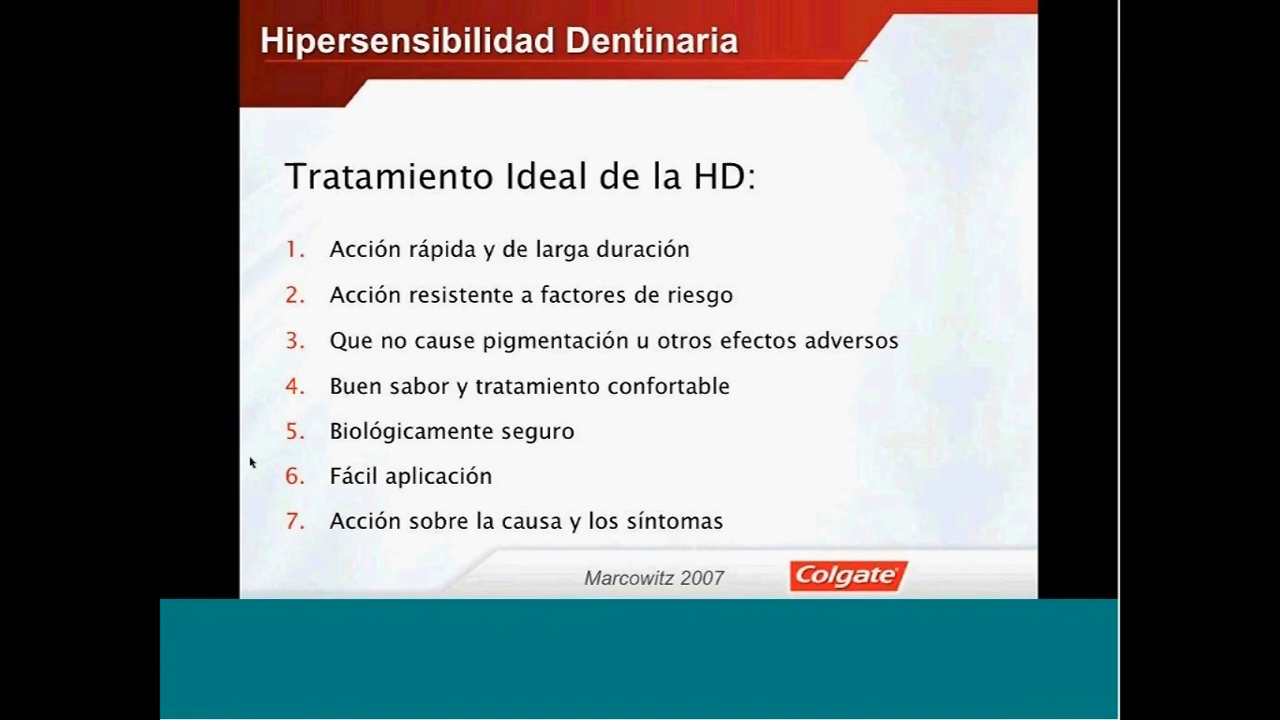 Hipersensibilidad Dentinaria
Tratamiento Ideal de la HD:
1. Acción rápida y de larga duración
2. Acción resistente a factores de riesgo
3. Que no cause pigmentación u otros efectos adversos
4. Buen sabor y tratamiento confortable
5. Biológicamente seguro
6. Fácil aplicación
7. Acción sobre la causa y los síntomas
Marcowitz 2007
Colgate®